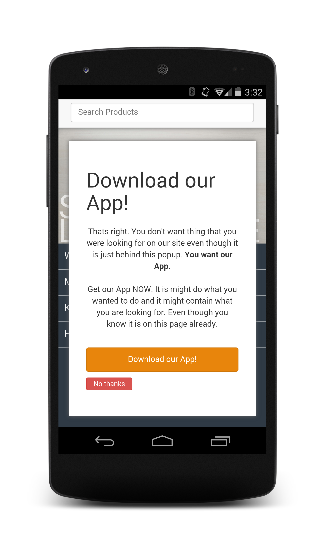 3:32
Search Products
Download our
App!
Thats right. You don't want thing that you
were looking for on our site even though it
is just behind this popup. You want our
App.
Get our App NOW. It is might do what you
wanted to do and it might contain what
you are looking for. Even though you
know it is on this page already.
Download our App!
No thanks